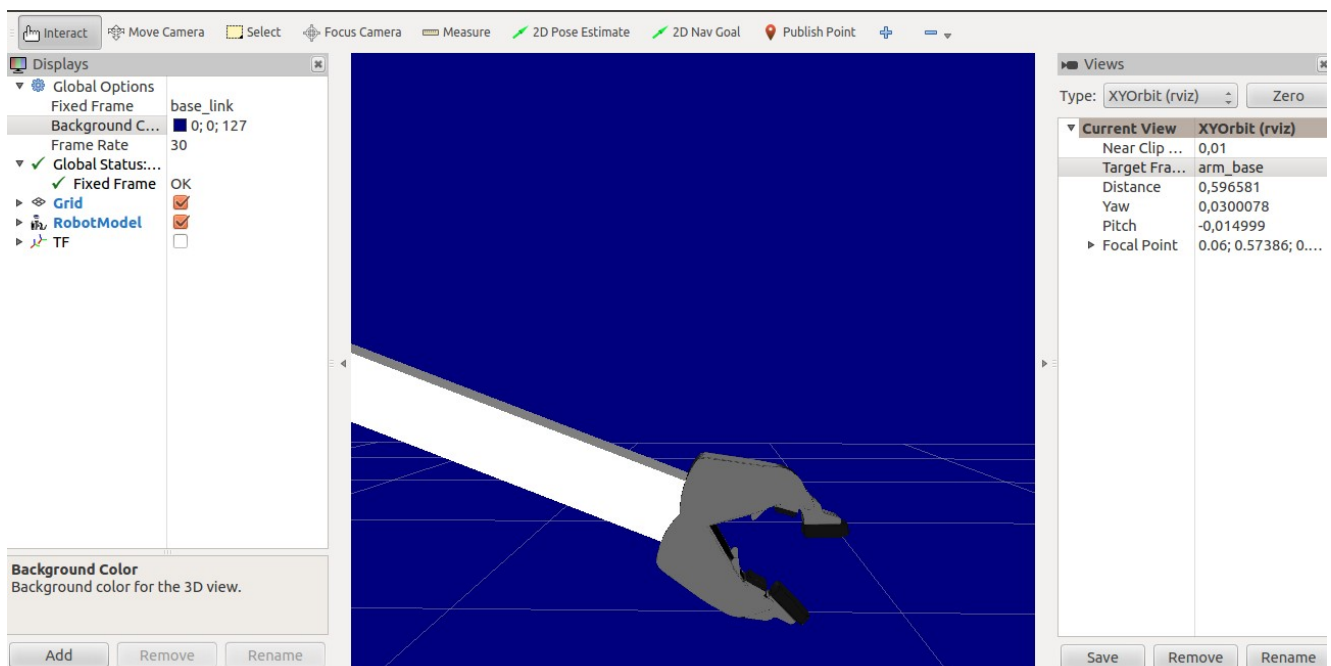 Interact Move Camera Select Focus Camera Measure 2D Pose Estimate 2D Nav Goal Publish Point
Displays
Global Options
Fixed Frame base_link
Background C... 0; 0; 127
Frame Rate 30
Global Status:...
Fixed Frame OK
Grid
RobotModel
TF
Background Color
Background color for the 3D view.
Add Remove Rename
Views
Type: XYOrbit (rviz) Zero
Current View XYOrbit (rviz)
Near Clip ... 0,01
Target Fra... arm_base
Distance 0,596581
Yaw 0,0300078
Pitch -0,014999
Focal Point 0.06; 0.57386; 0....
Save Remove Rename